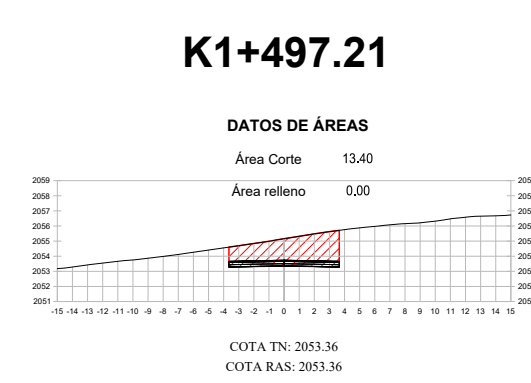 K1+497.21
DATOS DE ÁREAS
Área Corte 13.40
Área relleno 0.00
2059
2058
2057
2056
2055
2054
2053
2052
2051
-15 -14 -13 -12 -11 -10 -9 -8 -7 -6 -5 -4 -3 -2 -1 0 1 2 3 4 5 6 7 8 9 10 11 12 13 14 15
COTA TN: 2053.36
COTA RAS: 2053.36